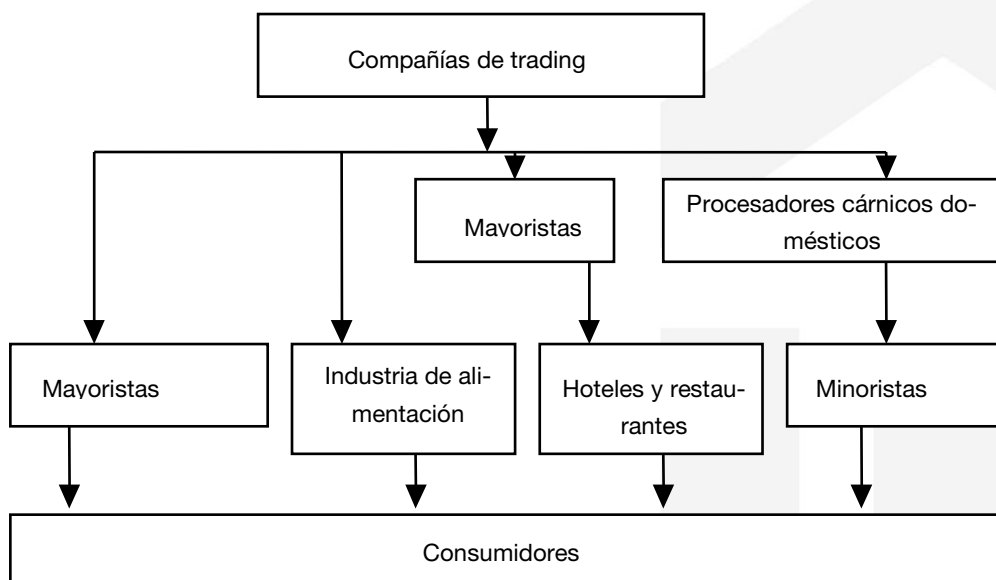 Compañías de trading
Mayoristas
Procesadores cárnicos do-
mésticos
Mayoristas
Industria de ali-
mentación
Hoteles y restau-
rantes
Minoristas
Consumidores